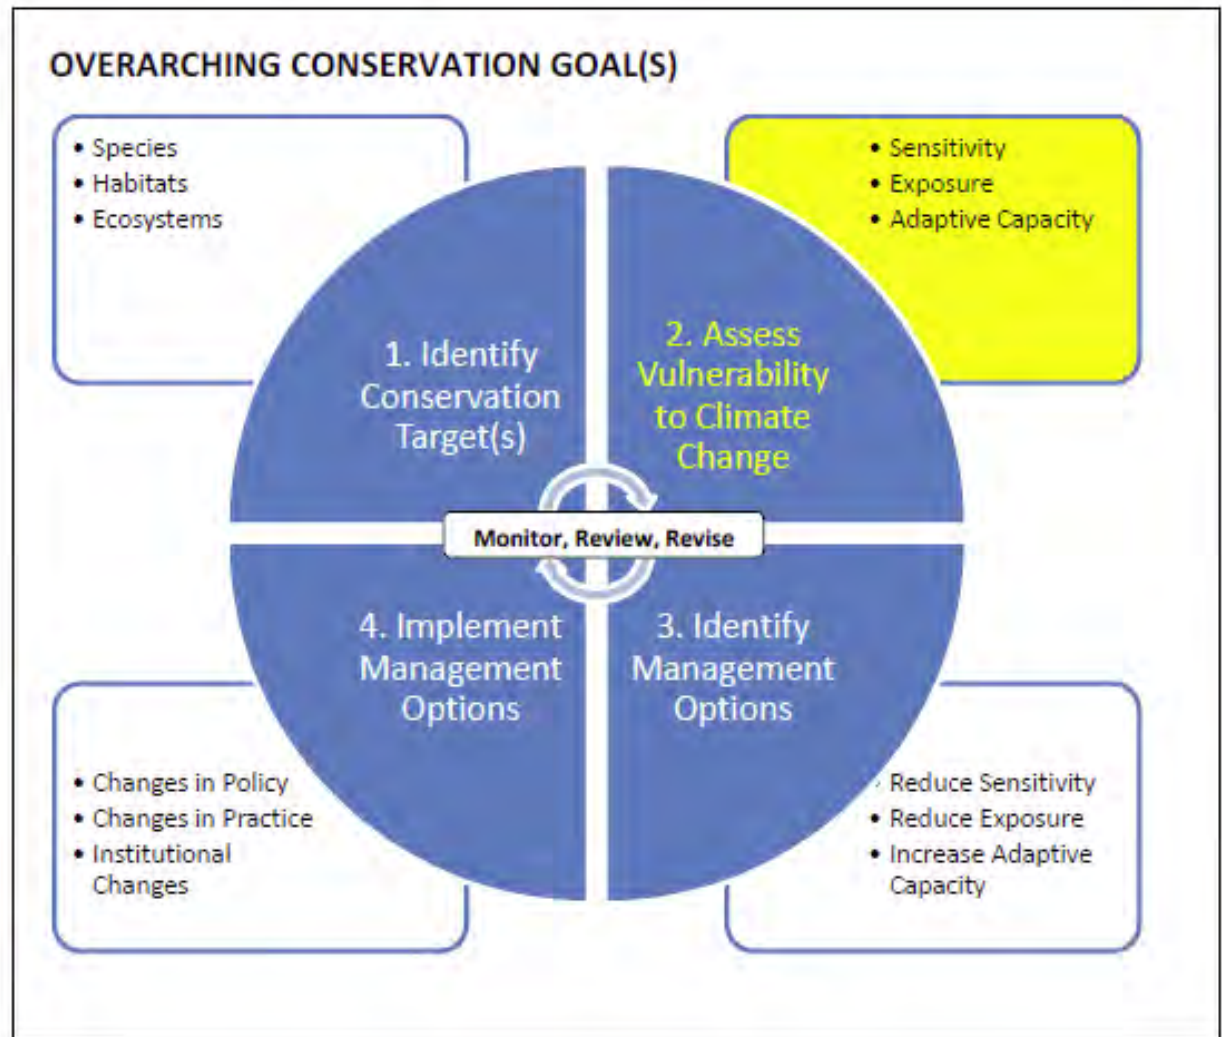 OVERARCHING CONSERVATION GOAL(S)
• Species
• Habitats
• Ecosystems
• Sensitivity
• Exposure
• Adaptive Capacity
1. Identify
Conservation
Target(s)
2. Assess
Vulnerability
to Climate
Change
Monitor, Review, Revise
4. Implement
Management
Options
3. Identify
Management
Options
• Changes in Policy
• Changes in Practice
• Institutional
Changes
• Reduce Sensitivity
• Reduce Exposure
• Increase Adaptive
Capacity